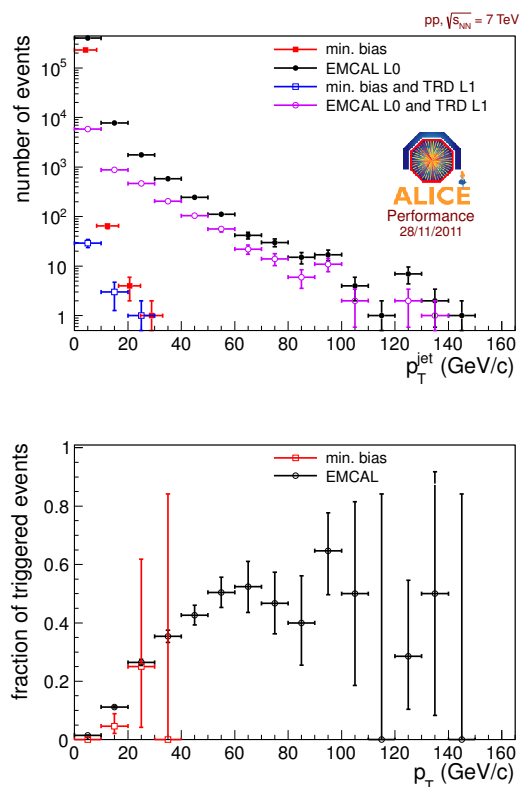 pp, √s_NN = 7 TeV
number of events
10^5
10^4
10^3
10^2
10
1
min. bias
EMCAL L0
min. bias and TRD L1
EMCAL L0 and TRD L1
ALICE
Performance
28/11/2011
0 20 40 60 80 100 120 140 160
p_T^jet (GeV/c)
fraction of triggered events
1
0.8
0.6
0.4
0.2
0
min. bias
EMCAL
0 20 40 60 80 100 120 140 160
p_T (GeV/c)